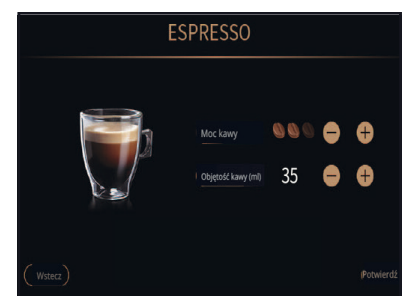 ESPRESSO
Moc kawy
Objętość kawy (ml) 35
Wstecz
Potwierdź